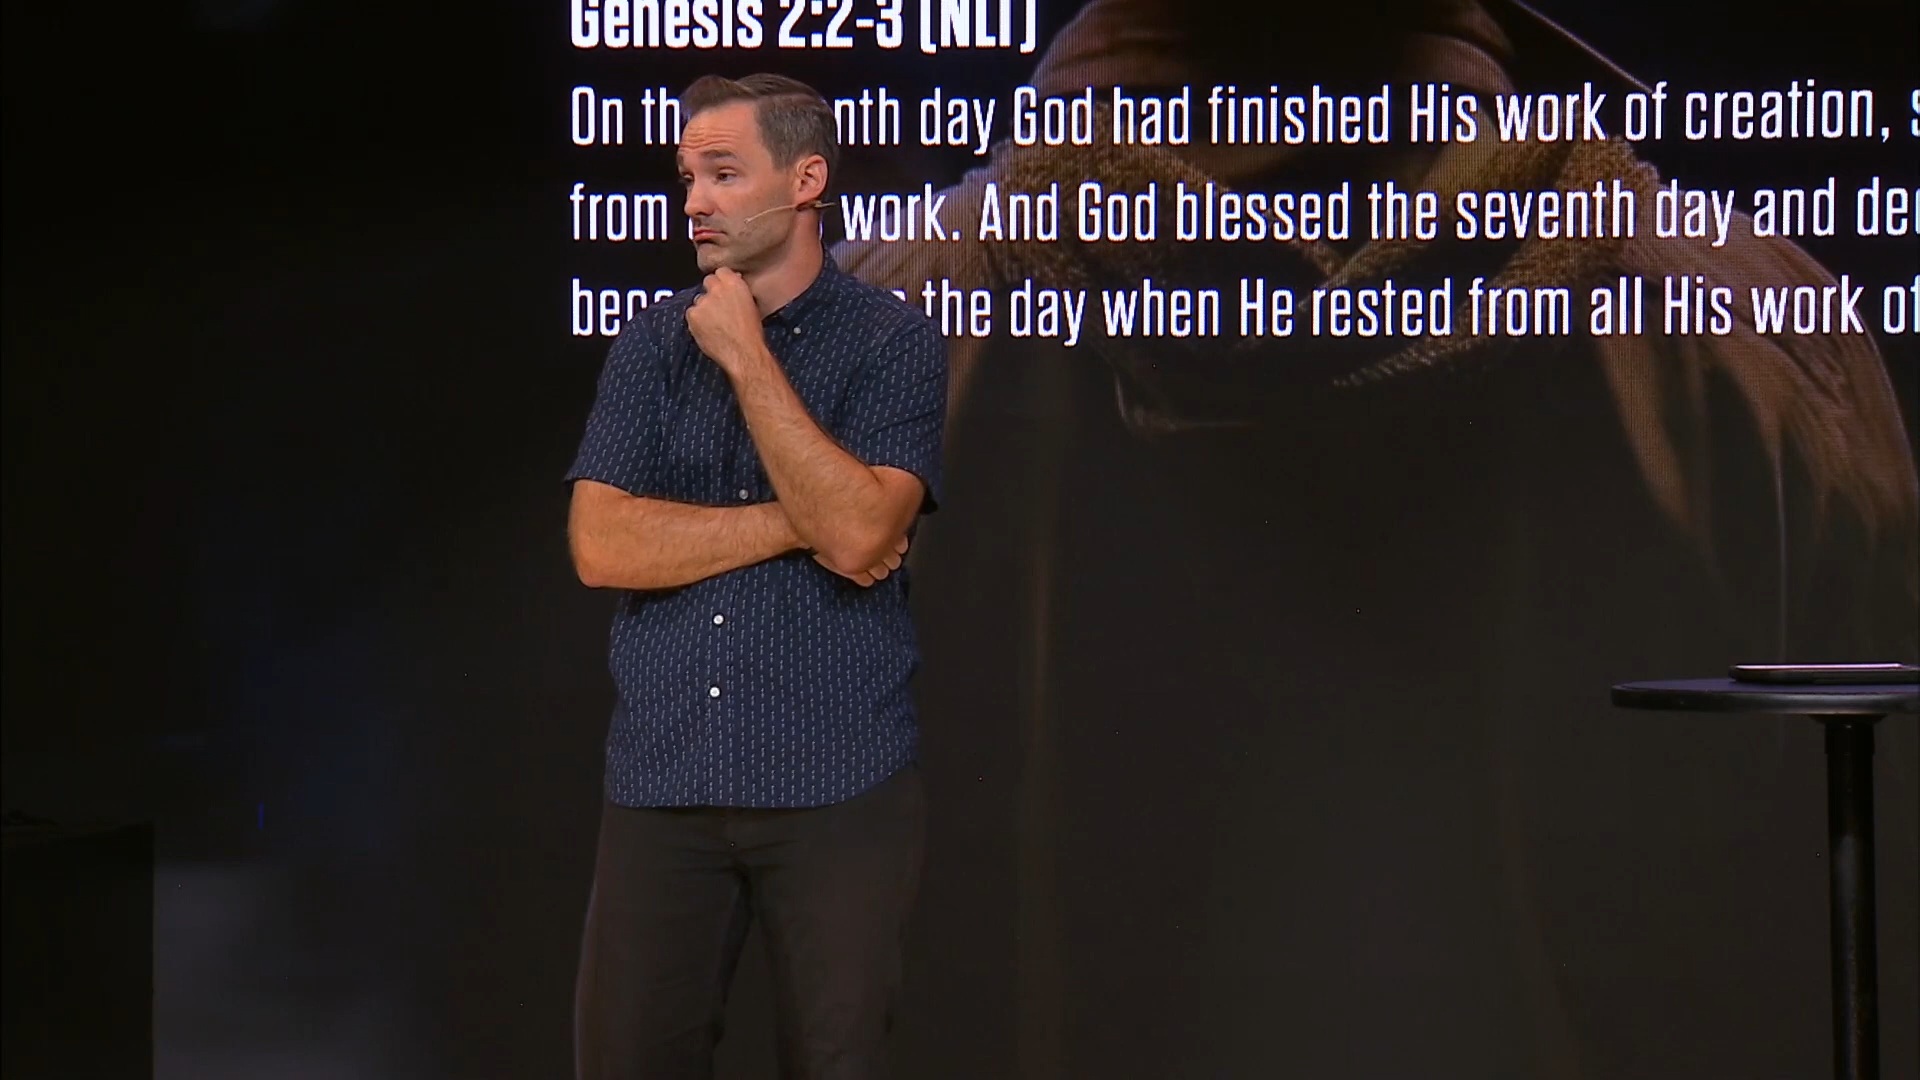 Genesis 2:2-3 (NLT)
On nth day God had finished His work of creation,
from work. And God blessed the seventh day and
the day when He rested from all His work of